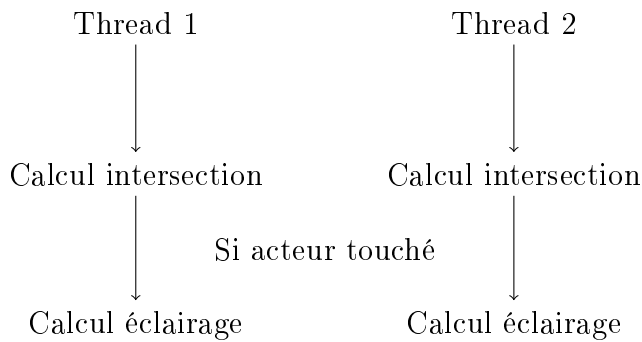 Thread 1
Thread 2
Calcul intersection
Calcul intersection
Si acteur touché
Calcul éclairage
Calcul éclairage